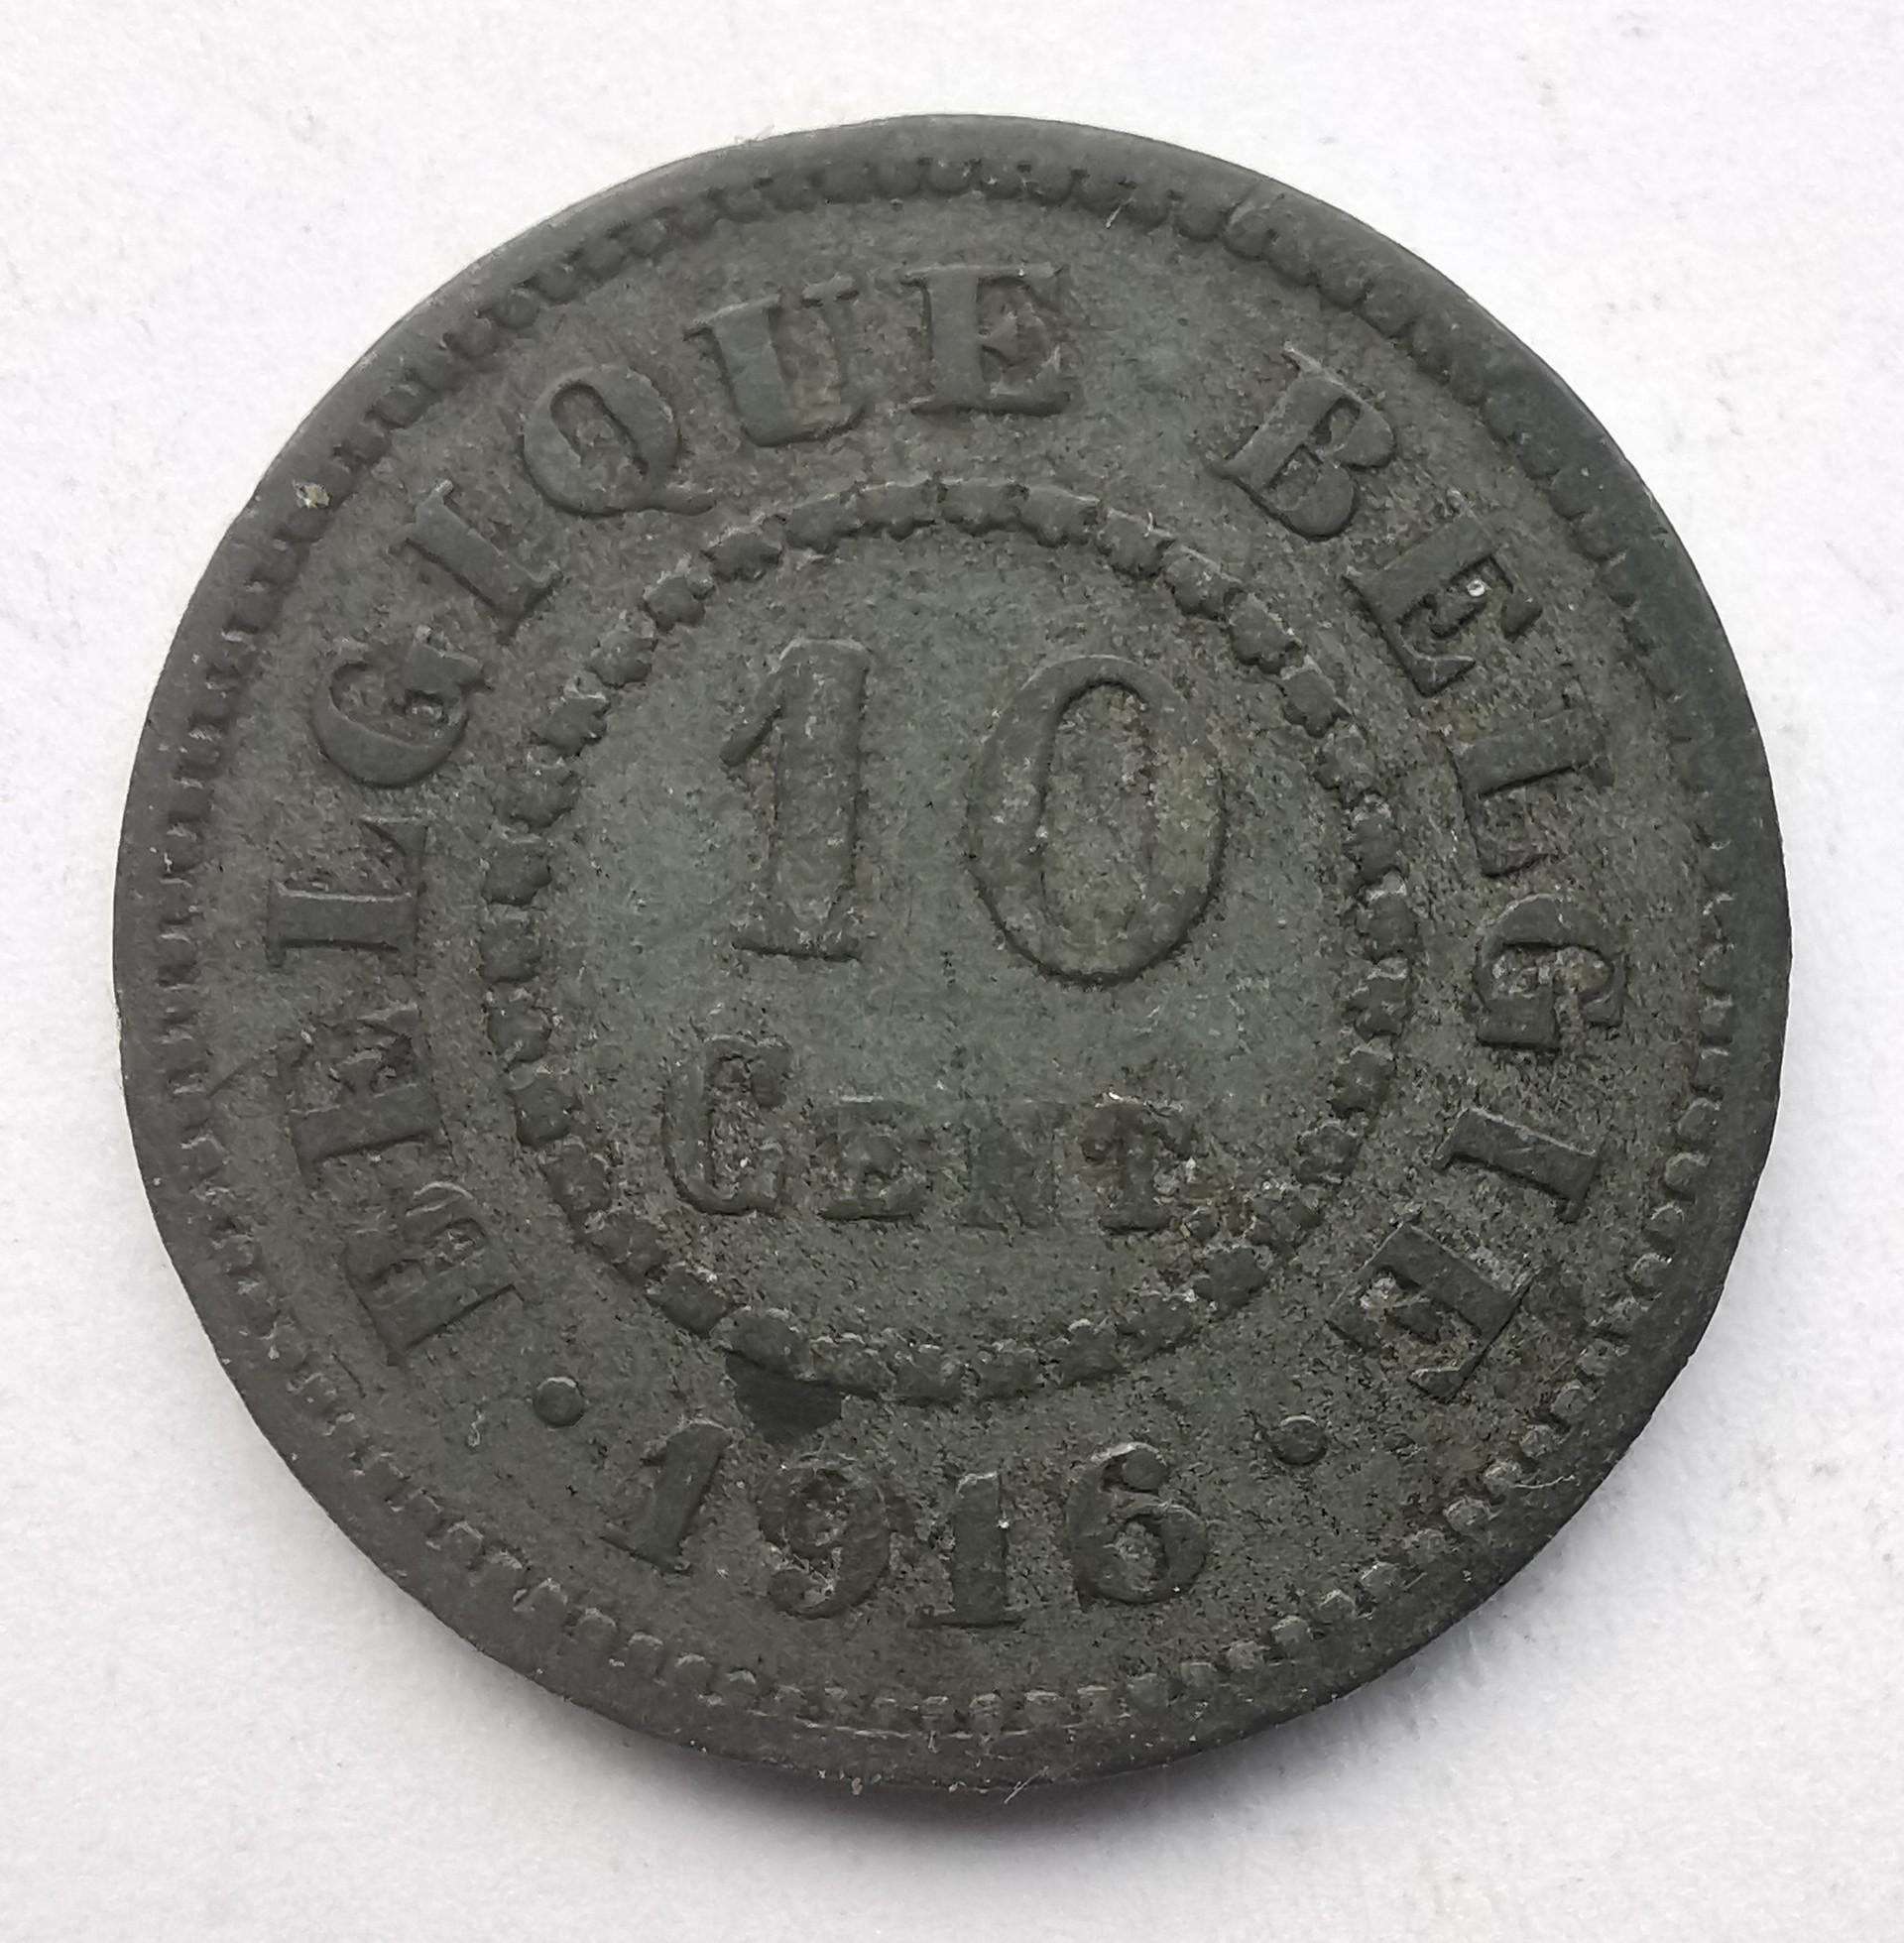 BELGIQUE BELGIE
10
CENT
• 1916 •